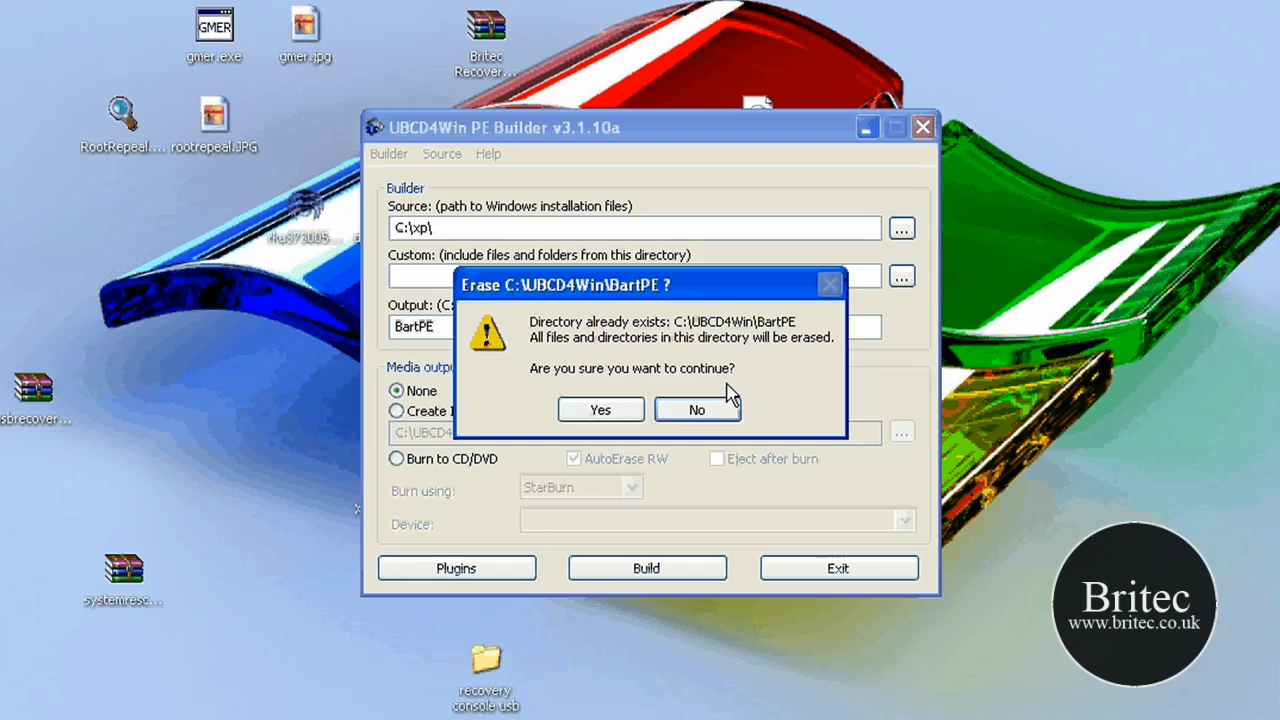 GMER
gmer.exe
gmer.jpg
Britec
Recover...
RootRepeal....
rootrepeal.JPG
rku373005...
sbrecover...
systemresc...
recovery
console usb
UBCD4Win PE Builder v3.1.10a
Builder Source Help
Builder
Source: (path to Windows installation files)
C:\xp\
...
Custom: (include files and folders from this directory)
...
Output: (C:
BartPE
Erase C:\UBCD4Win\BartPE ?
Directory already exists: C:\UBCD4Win\BartPE
All files and directories in this directory will be erased.
Are you sure you want to continue?
Yes No
Media outpu
None
Create I
C:\UBCD4
...
Burn to CD/DVD
AutoErase RW
Eject after burn
Burn using:
StarBurn
Device:
Plugins Build Exit
Britec
www.britec.co.uk